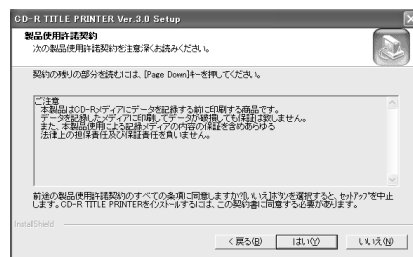 CD-R TITLE PRINTER Ver.3.0 Setup
製品使用許諾契約
次の製品使用許諾契約を注意深くお読みください。
契約の残りの部分を読むには、[Page Down]キーを押してください。
ご注意
本製品はCD-Rメディアにデータを記録する前に印刷する商品です。
データを記録したメディアに印刷してデータが破損しても保証は致しません。
また、本製品使用による記録メディアの内容の保証を含めあらゆる
法律上の担保責任及び保証責任を負いません。
前述の製品使用許諾契約のすべての条項に同意しますか?[いいえ]ボタンを選択すると、セットアップを中止
します。CD-R TITLE PRINTERをインストールするには、この契約書に同意する必要があります。
InstallShield
< 戻る(B)
はい(Y)
いいえ(N)